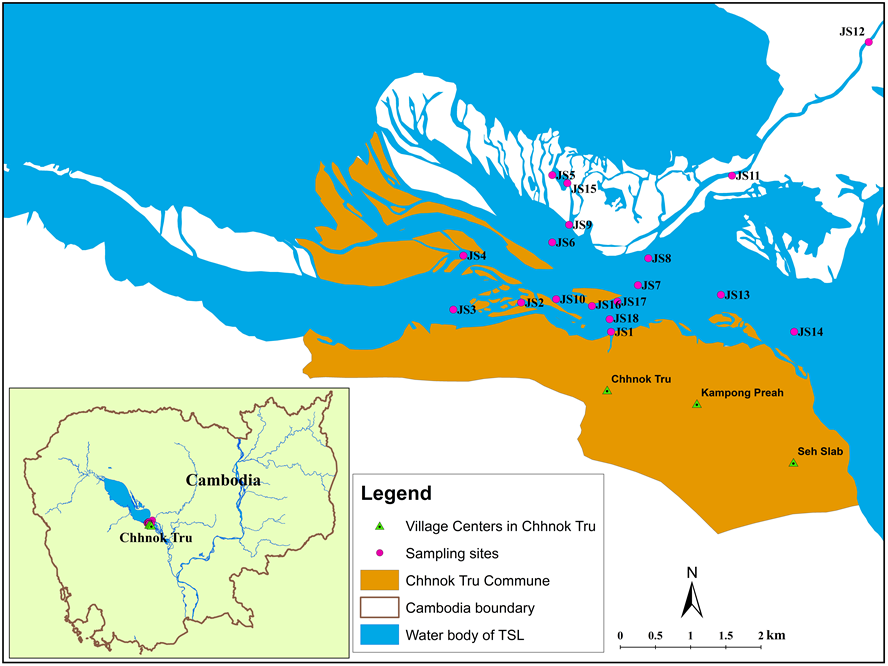 JS12
JS5
JS15
JS11
JS9
JS6
JS4
JS8
JS7
JS13
JS2
JS10
JS17
JS16
JS3
JS18
JS1
JS14
Chhnok Tru
Kampong Preah
Seh Slab
Cambodia
Chhnok Tru
Legend
Village Centers in Chhnok Tru
Sampling sites
Chhnok Tru Commune
Cambodia boundary
Water body of TSL
N
0 0.5 1 2 km